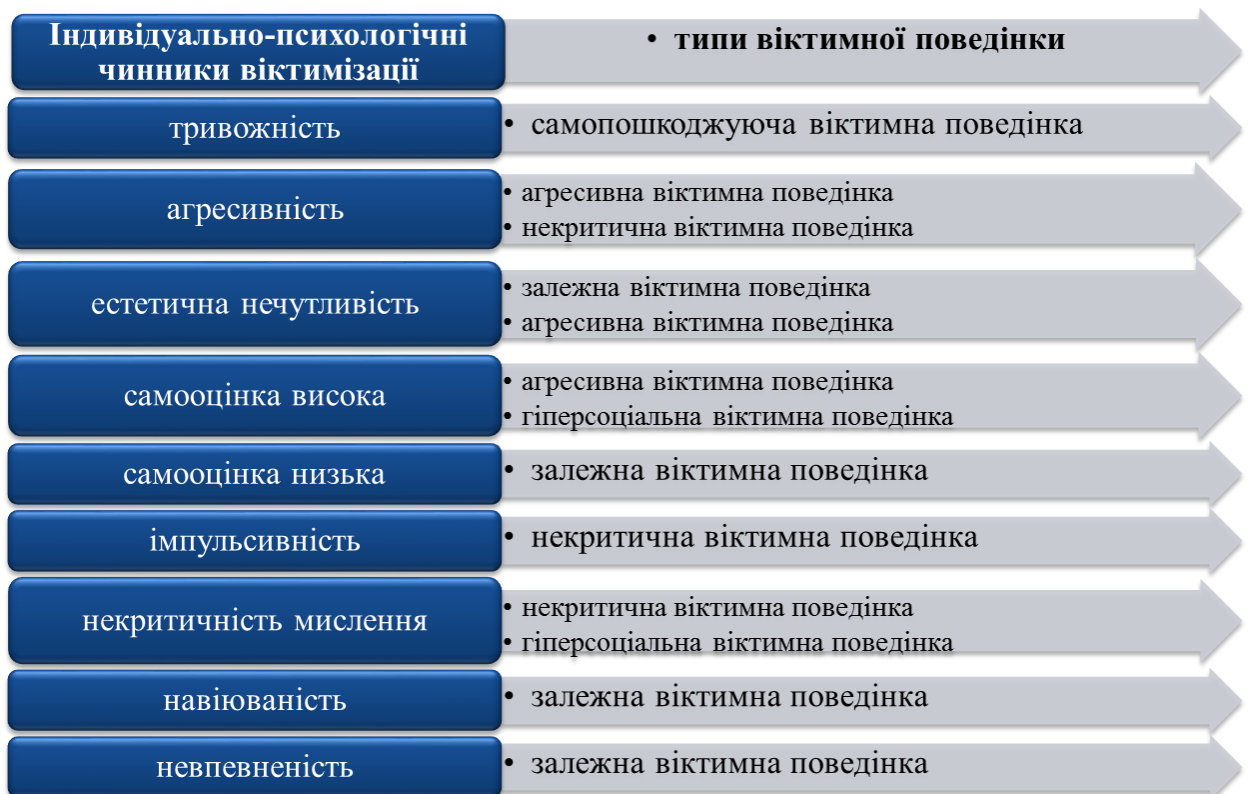 Індивідуально-психологічні
чинники віктимізації
• типи віктимної поведінки
тривожність
• самопошкоджуюча віктимна поведінка
агресивність
• агресивна віктимна поведінка
• некритична віктимна поведінка
естетична нечутливість
• залежна віктимна поведінка
• агресивна віктимна поведінка
самооцінка висока
• агресивна віктимна поведінка
• гіперсоціальна віктимна поведінка
самооцінка низька
• залежна віктимна поведінка
імпульсивність
• некритична віктимна поведінка
некритичність мислення
• некритична віктимна поведінка
• гіперсоціальна віктимна поведінка
навіюваність
• залежна віктимна поведінка
невпевненість
• залежна віктимна поведінка